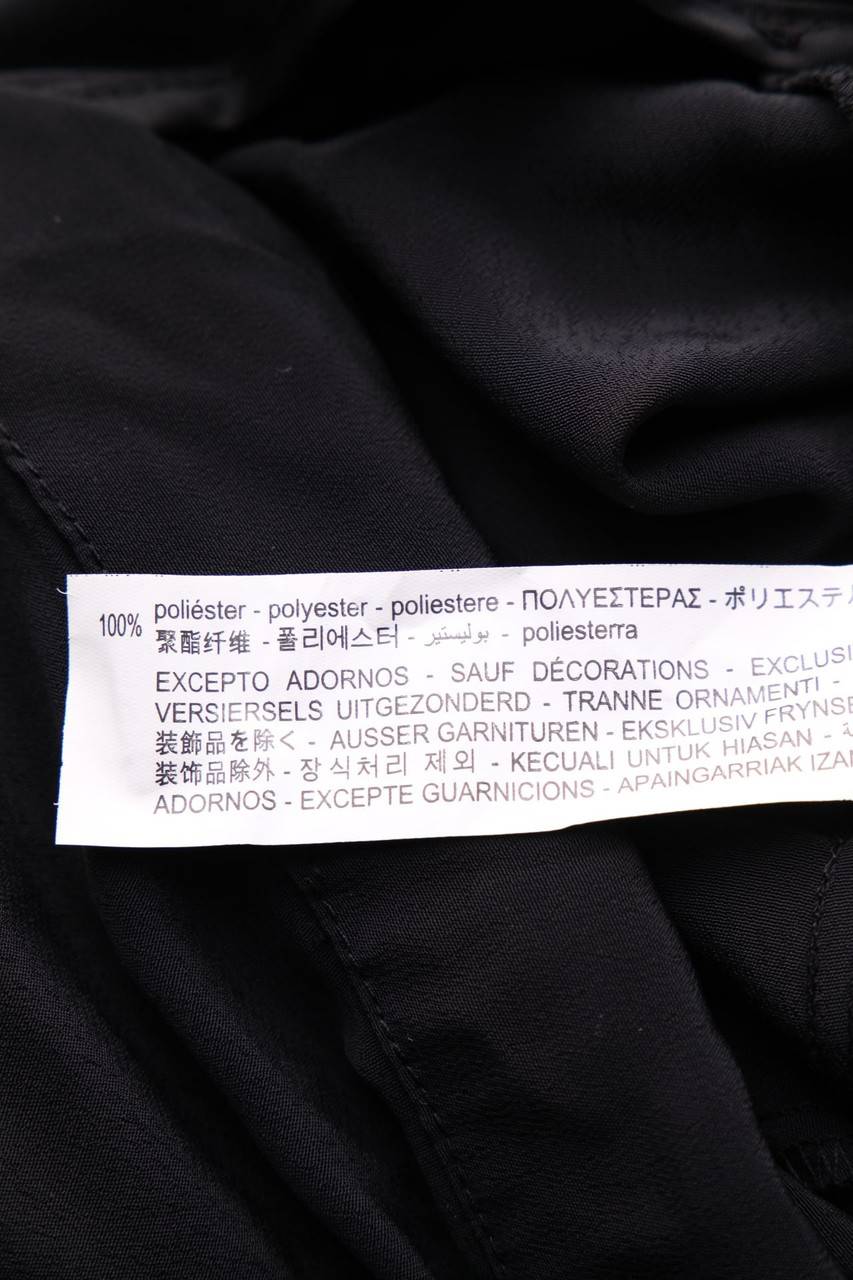 100% poliéster - polyester - poliestere - ΠΟΛΥΕΣΤΕΡΑΣ - ポリエステル
聚酯纤维 - 폴리에스터 - بوليستير - poliesterra
EXCEPTO ADORNOS - SAUF DÉCORATIONS - EXCLUSI
VERSIERSELS UITGEZONDERD - TRANNE ORNAMENTI -
装飾品を除く - AUSSER GARNITUREN - EKSKLUSIV FRYNSE
装饰品除外 - 장식처리 제외 - KECUALI UNTUK HIASAN -
ADORNOS - EXCEPTE GUARNICIONS - APAINGARRIAK IZAN